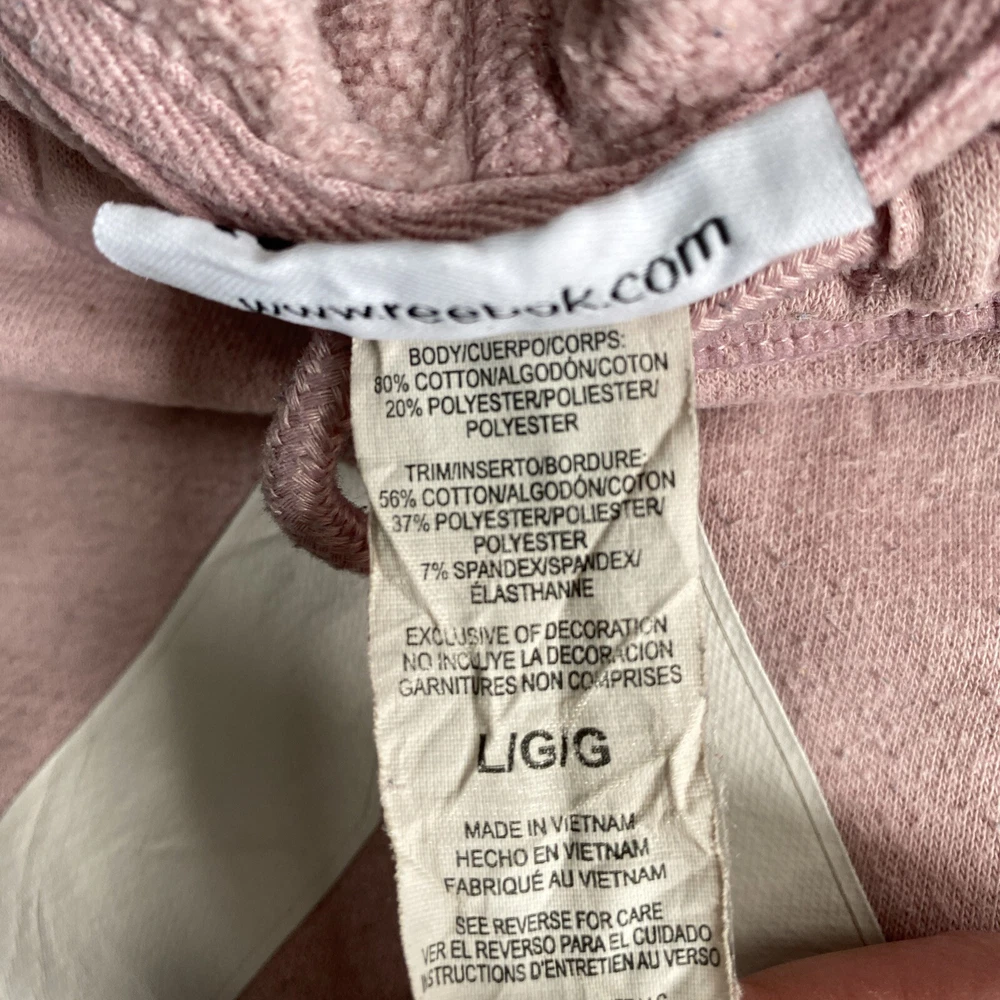 www.reebok.com
BODY/CUERPO/CORPS:
80% COTTON/ALGODÓN/COTON
20% POLYESTER/POLIESTER/
POLYESTER
TRIM/INSERTO/BORDURE:
56% COTTON/ALGODÓN/COTON
37% POLYESTER/POLIESTER/
POLYESTER
7% SPANDEX/SPANDEX/
ÉLASTHANNE
EXCLUSIVE OF DECORATION
NO INCLUYE LA DECORACION
GARNITURES NON COMPRISES
L/G/G
MADE IN VIETNAM
HECHO EN VIETNAM
FABRIQUÉ AU VIETNAM
SEE REVERSE FOR CARE
VER EL REVERSO PARA EL CUIDADO
INSTRUCTIONS D'ENTRETIEN AU VERSO